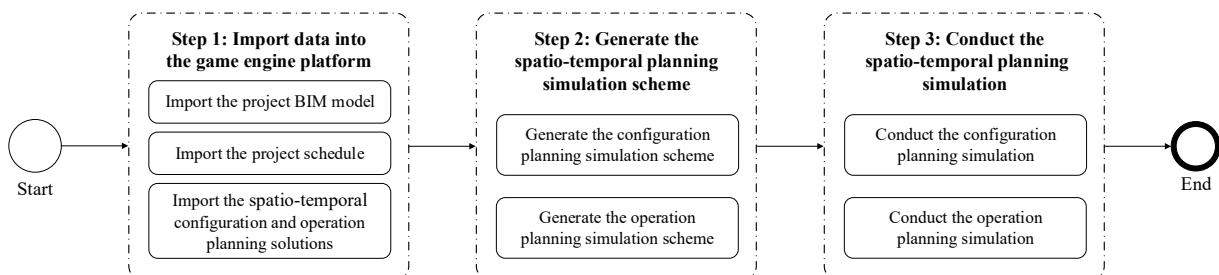 Start
Step 1: Import data into
the game engine platform
Import the project BIM model
Import the project schedule
Import the spatio-temporal
configuration and operation
planning solutions
Step 2: Generate the
spatio-temporal planning
simulation scheme
Generate the configuration
planning simulation scheme
Generate the operation
planning simulation scheme
Step 3: Conduct the
spatio-temporal planning
simulation
Conduct the configuration
planning simulation
Conduct the operation
planning simulation
End